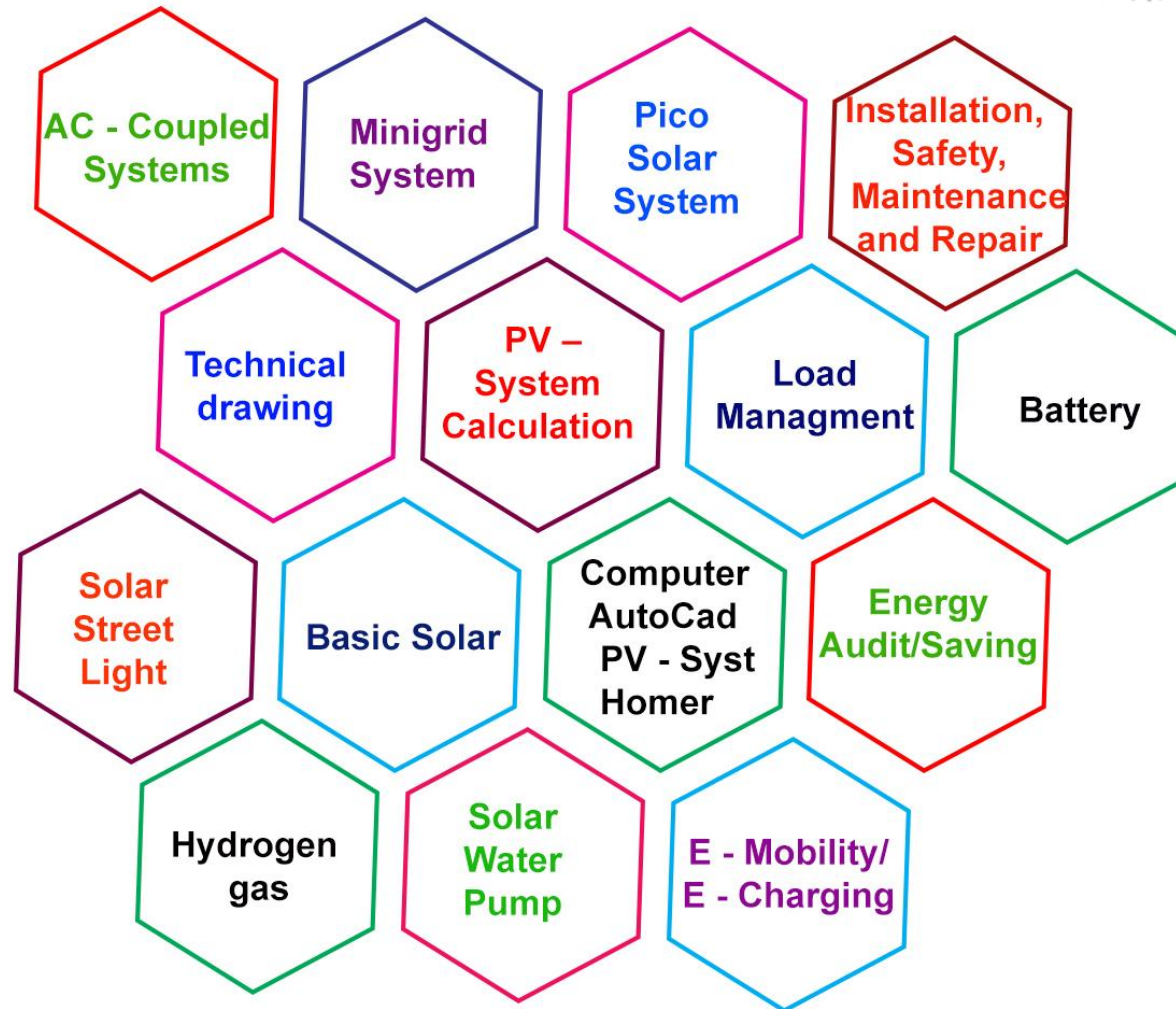 AC - Coupled
Systems
Minigrid
System
Pico
Solar
System
Installation,
Safety,
Maintenance
and Repair
Technical
drawing
PV –
System
Calculation
Load
Managment
Battery
Solar
Street
Light
Basic Solar
Computer
AutoCad
PV - Syst
Homer
Energy
Audit/Saving
Hydrogen
gas
Solar
Water
Pump
E - Mobility/
E - Charging